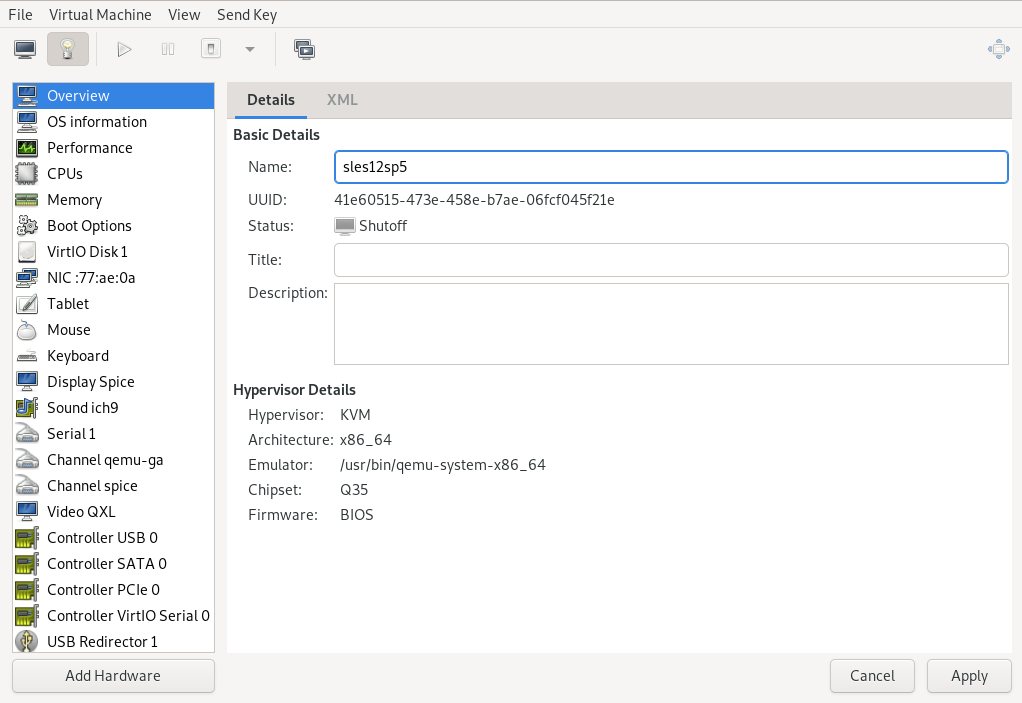 File Virtual Machine View Send Key
Overview
OS information
Performance
CPUs
Memory
Boot Options
VirtIO Disk 1
NIC :77:ae:0a
Tablet
Mouse
Keyboard
Display Spice
Sound ich9
Serial 1
Channel qemu-ga
Channel spice
Video QXL
Controller USB 0
Controller SATA 0
Controller PCIe 0
Controller VirtIO Serial 0
USB Redirector 1
Add Hardware
Details XML
Basic Details
Name: sles12sp5
UUID: 41e60515-473e-458e-b7ae-06fcf045f21e
Status: Shutoff
Title:
Description:
Hypervisor Details
Hypervisor: KVM
Architecture: x86_64
Emulator: /usr/bin/qemu-system-x86_64
Chipset: Q35
Firmware: BIOS
Cancel Apply